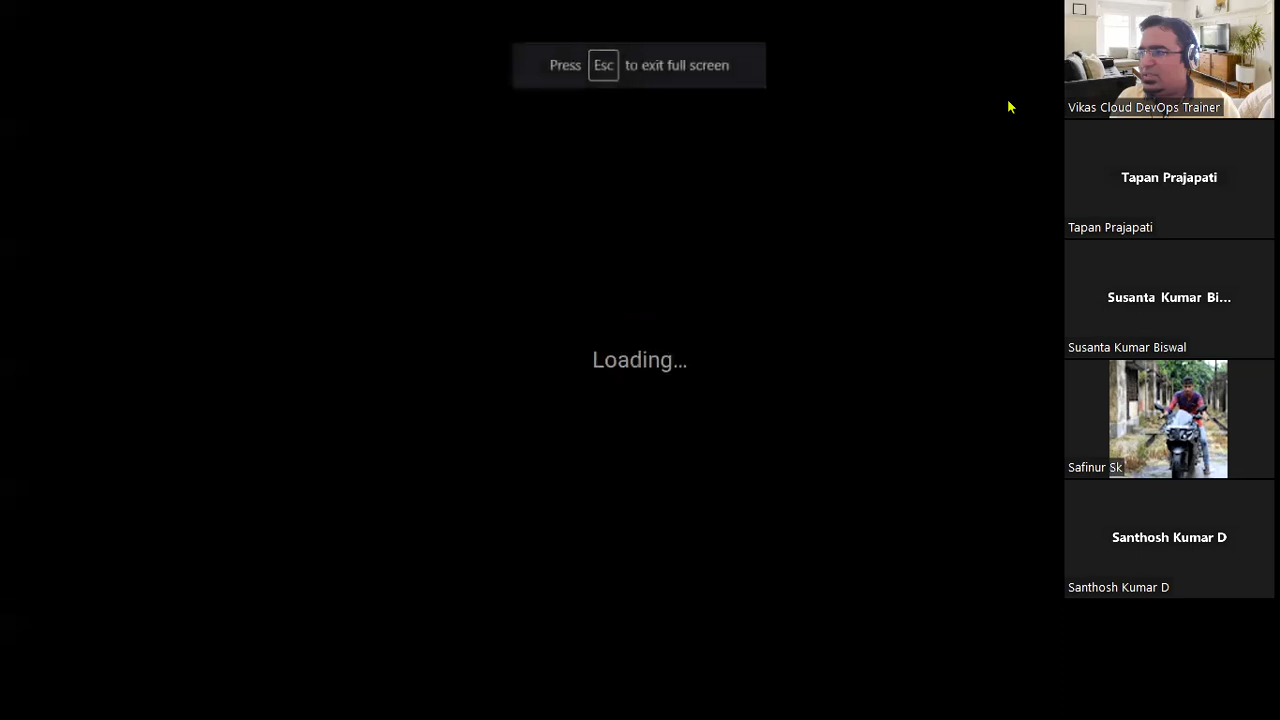 Press Esc to exit full screen
Loading...
Vikas Cloud DevOps Trainer
Tapan Prajapati
Tapan Prajapati
Susanta Kumar Bi...
Susanta Kumar Biswal
Safinur Sk
Santhosh Kumar D
Santhosh Kumar D